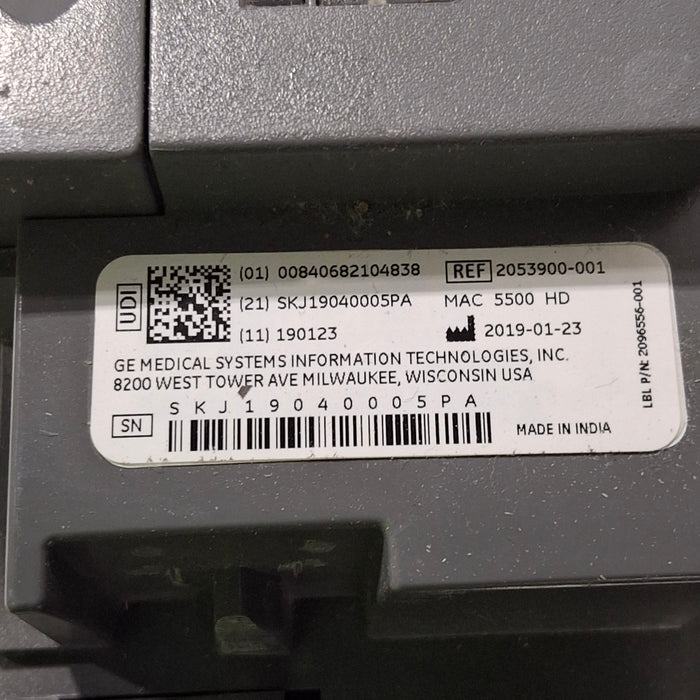 UDI
(01) 00840682104838 REF 2053900-001
(21) SKJ19040005PA MAC 5500 HD
(11) 190123 2019-01-23
GE MEDICAL SYSTEMS INFORMATION TECHNOLOGIES, INC.
8200 WEST TOWER AVE MILWAUKEE, WISCONSIN USA
SKJ19040005PA
SN MADE IN INDIA
LBL P/N: 2096556-001